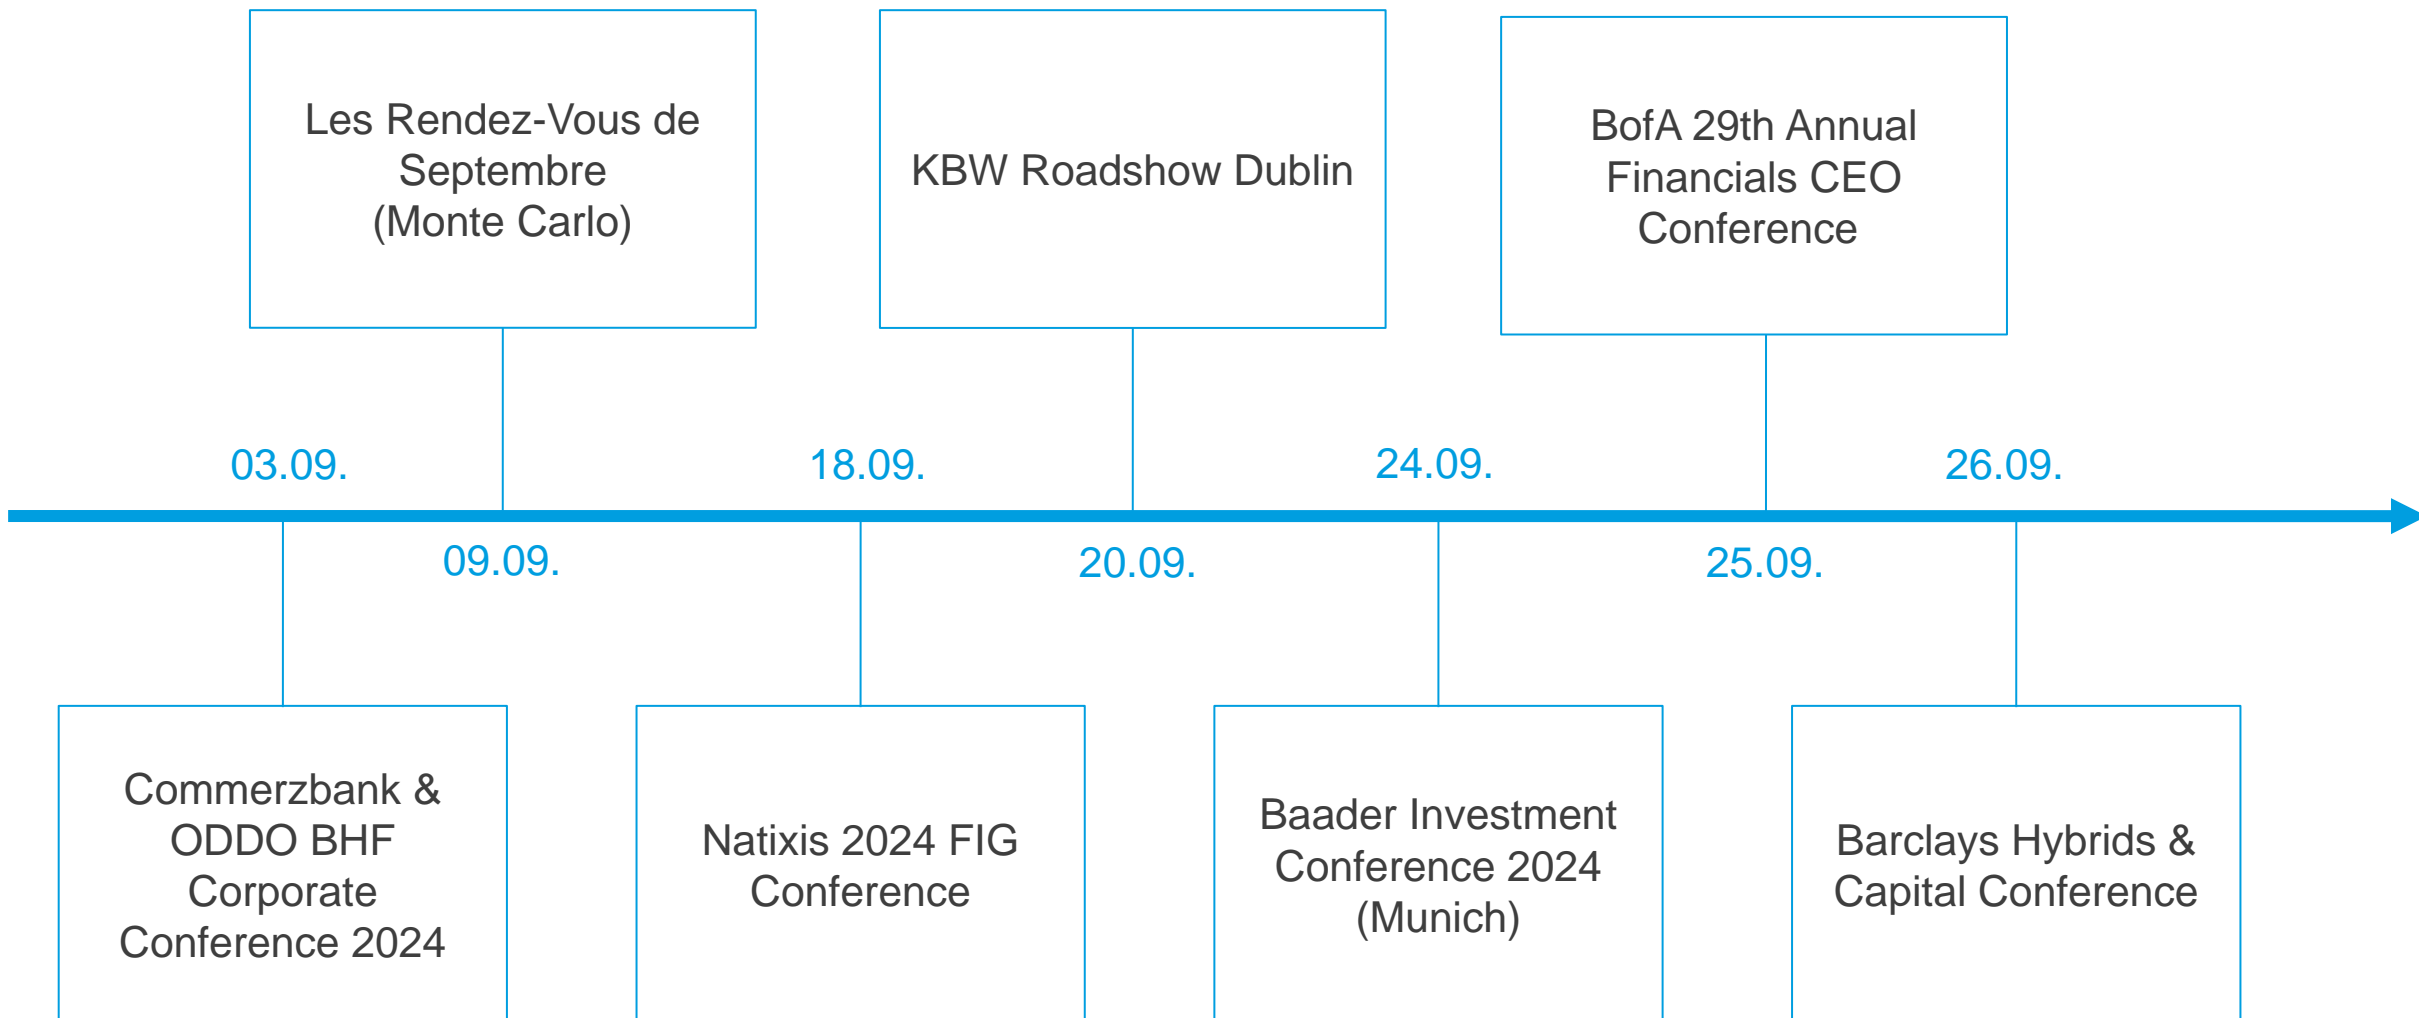 Les Rendez-Vous de
Septembre
(Monte Carlo)
KBW Roadshow Dublin
BofA 29th Annual
Financials CEO
Conference
03.09.
18.09.
24.09.
26.09.
09.09.
20.09.
25.09.
Commerzbank &
ODDO BHF
Corporate
Conference 2024
Natixis 2024 FIG
Conference
Baader Investment
Conference 2024
(Munich)
Barclays Hybrids &
Capital Conference